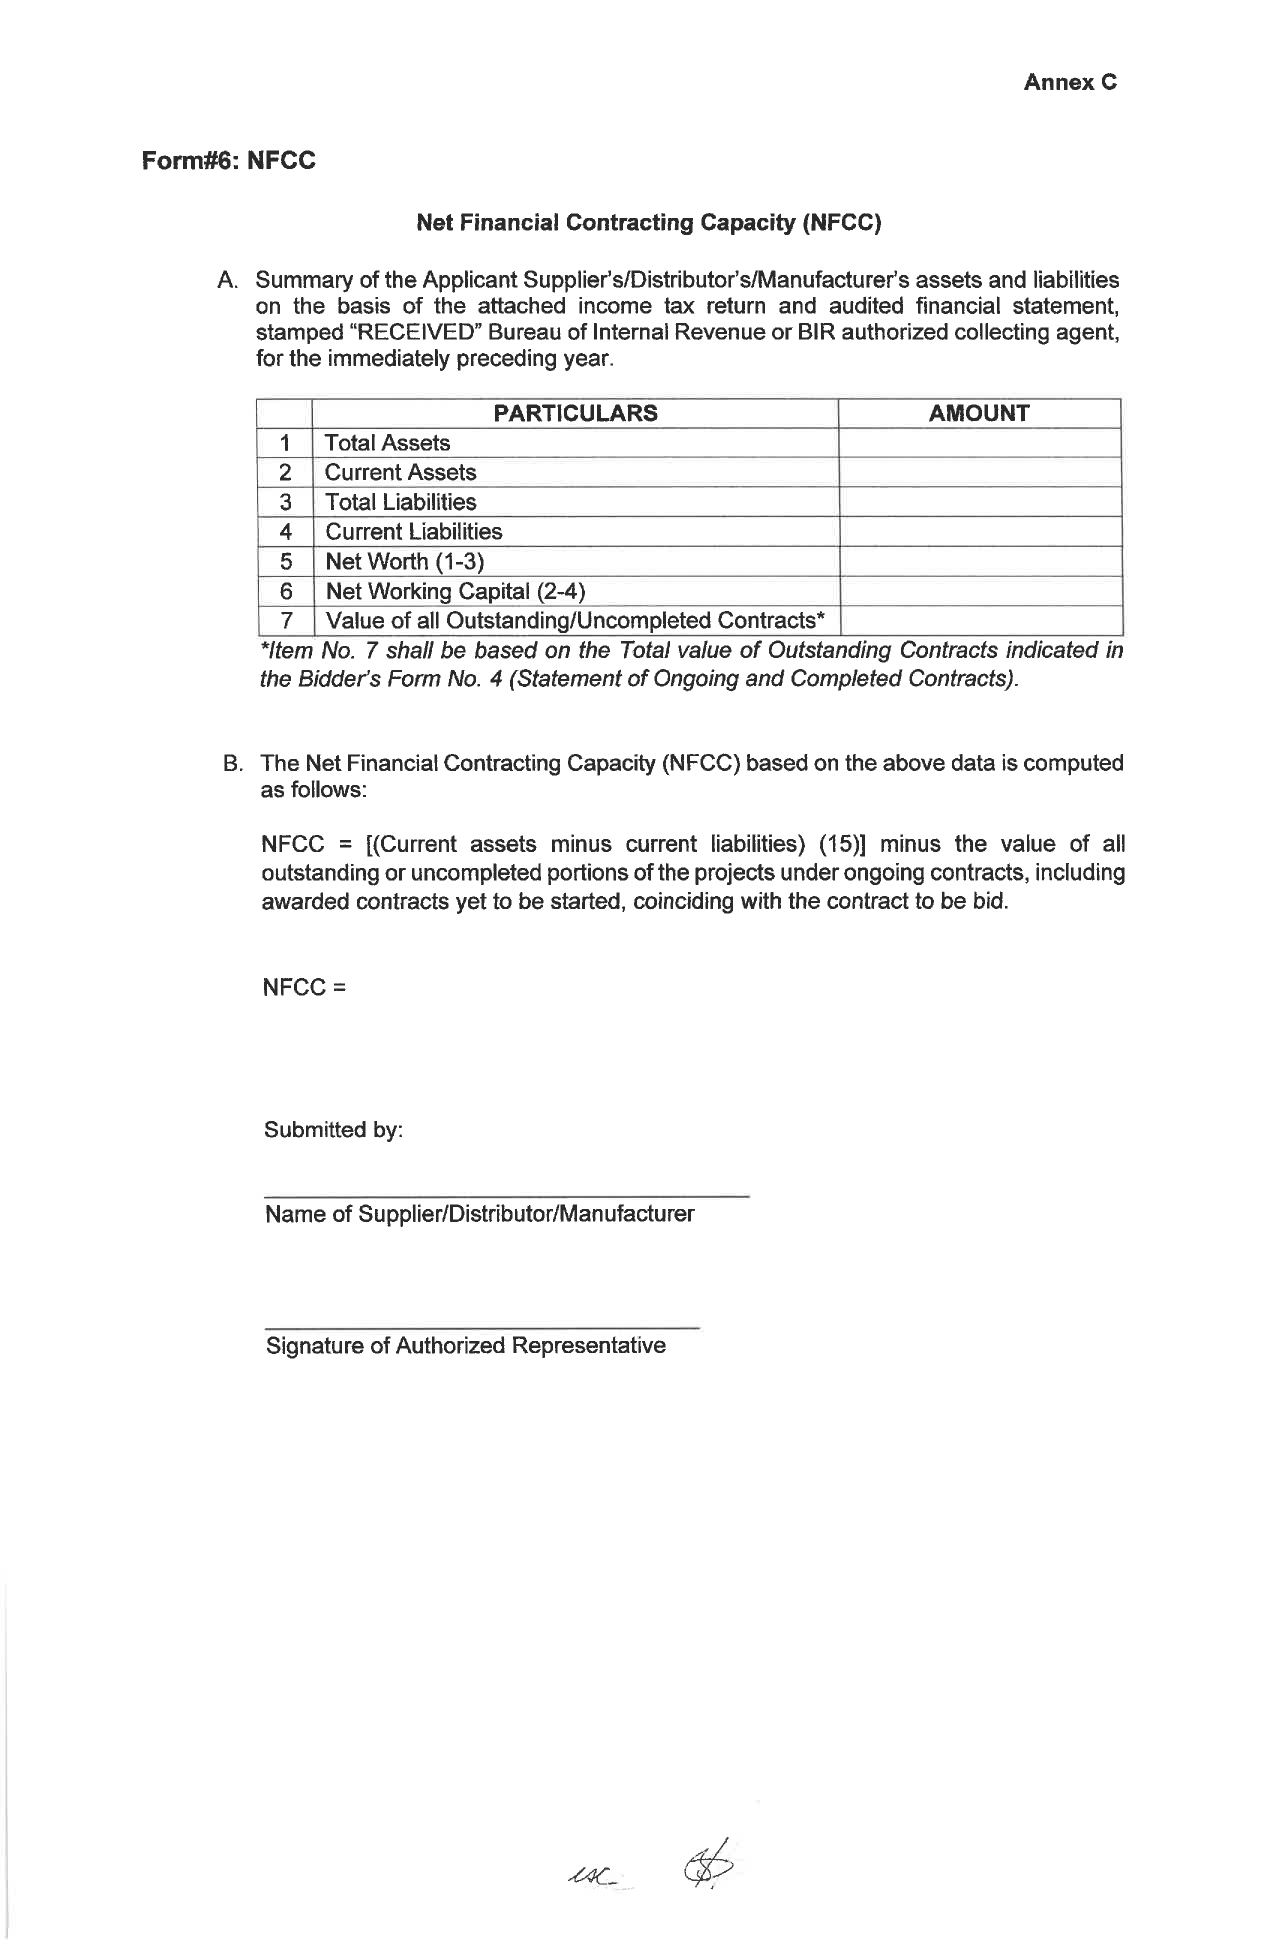 Annex C
Form#6: NFCC
Net Financial Contracting Capacity (NFCC)
A. Summary of the Applicant Supplier's/Distributor's/Manufacturer's assets and liabilities
on the basis of the attached income tax return and audited financial statement,
stamped “RECEIVED” Bureau of Internal Revenue or BIR authorized collecting agent,
for the immediately preceding year.
PARTICULARS AMOUNT
1 Total Assets
2 Current Assets
3 Total Liabilities
4 Current Liabilities
5 Net Worth (1-3)
6 Net Working Capital (2-4)
7 Value of all Outstanding/Uncompleted Contracts*
*Item No. 7 shall be based on the Total value of Outstanding Contracts indicated in
the Bidder's Form No. 4 (Statement of Ongoing and Completed Contracts).
B. The Net Financial Contracting Capacity (NFCC) based on the above data is computed
as follows:
NFCC = [(Current assets minus current liabilities) (15)] minus the value of all
outstanding or uncompleted portions of the projects under ongoing contracts, including
awarded contracts yet to be started, coinciding with the contract to be bid.
NFCC =
Submitted by:
Name of Supplier/Distributor/Manufacturer
Signature of Authorized Representative